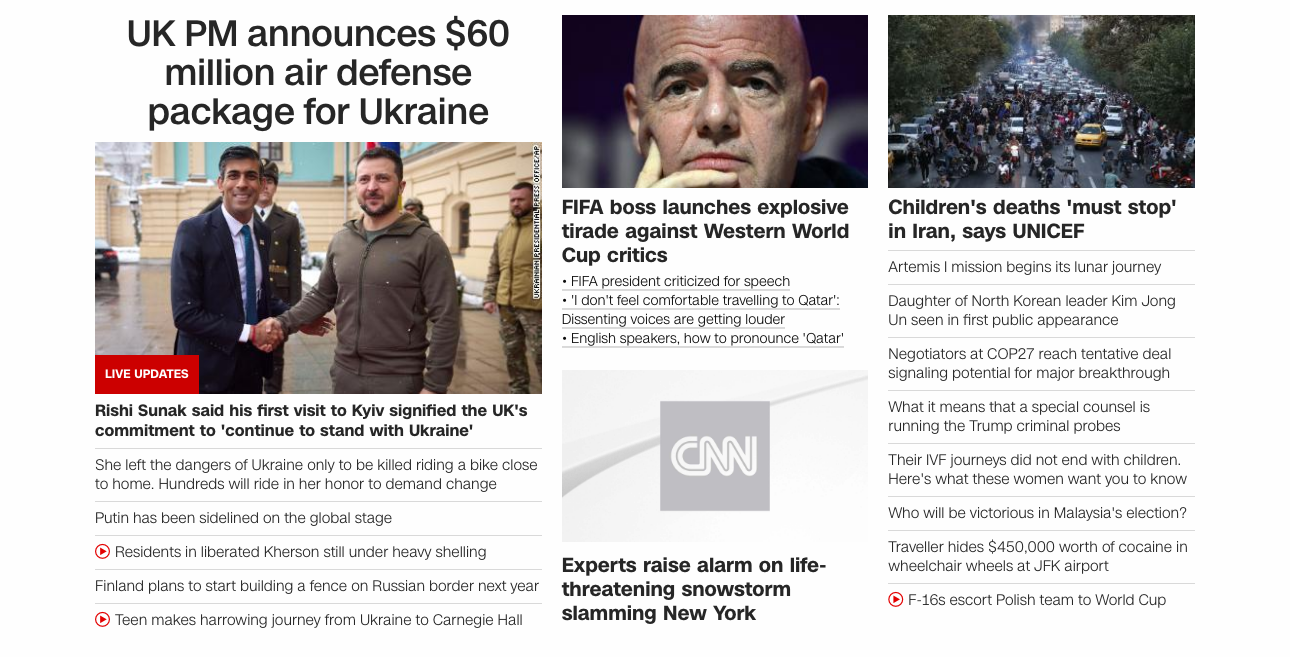 UK PM announces $60
million air defense
package for Ukraine
UKRAINIAN PRESIDENTIAL PRESS OFFICE/AP
LIVE UPDATES
Rishi Sunak said his first visit to Kyiv signified the UK's
commitment to 'continue to stand with Ukraine'
She left the dangers of Ukraine only to be killed riding a bike close
to home. Hundreds will ride in her honor to demand change
Putin has been sidelined on the global stage
Residents in liberated Kherson still under heavy shelling
Finland plans to start building a fence on Russian border next year
Teen makes harrowing journey from Ukraine to Carnegie Hall
FIFA boss launches explosive
tirade against Western World
Cup critics
• FIFA president criticized for speech
• 'I don't feel comfortable travelling to Qatar':
Dissenting voices are getting louder
• English speakers, how to pronounce 'Qatar'
CNN
Experts raise alarm on life-
threatening snowstorm
slamming New York
Children's deaths 'must stop'
in Iran, says UNICEF
Artemis I mission begins its lunar journey
Daughter of North Korean leader Kim Jong
Un seen in first public appearance
Negotiators at COP27 reach tentative deal
signaling potential for major breakthrough
What it means that a special counsel is
running the Trump criminal probes
Their IVF journeys did not end with children.
Here's what these women want you to know
Who will be victorious in Malaysia's election?
Traveller hides $450,000 worth of cocaine in
wheelchair wheels at JFK airport
F-16s escort Polish team to World Cup